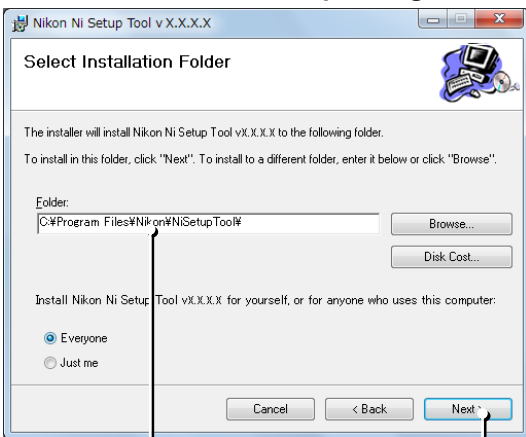 Nikon Ni Setup Tool v X.X.X.X
Select Installation Folder
The installer will install Nikon Ni Setup Tool vX.X.X.X to the following folder.
To install in this folder, click "Next". To install to a different folder, enter it below or click "Browse".
Folder:
C:¥Program Files¥Nikon¥NiSetupTool¥
Browse...
Disk Cost...
Install Nikon Ni Setup Tool vX.X.X.X for yourself, or for anyone who uses this computer:
Everyone
Just me
Cancel
< Back
Next >